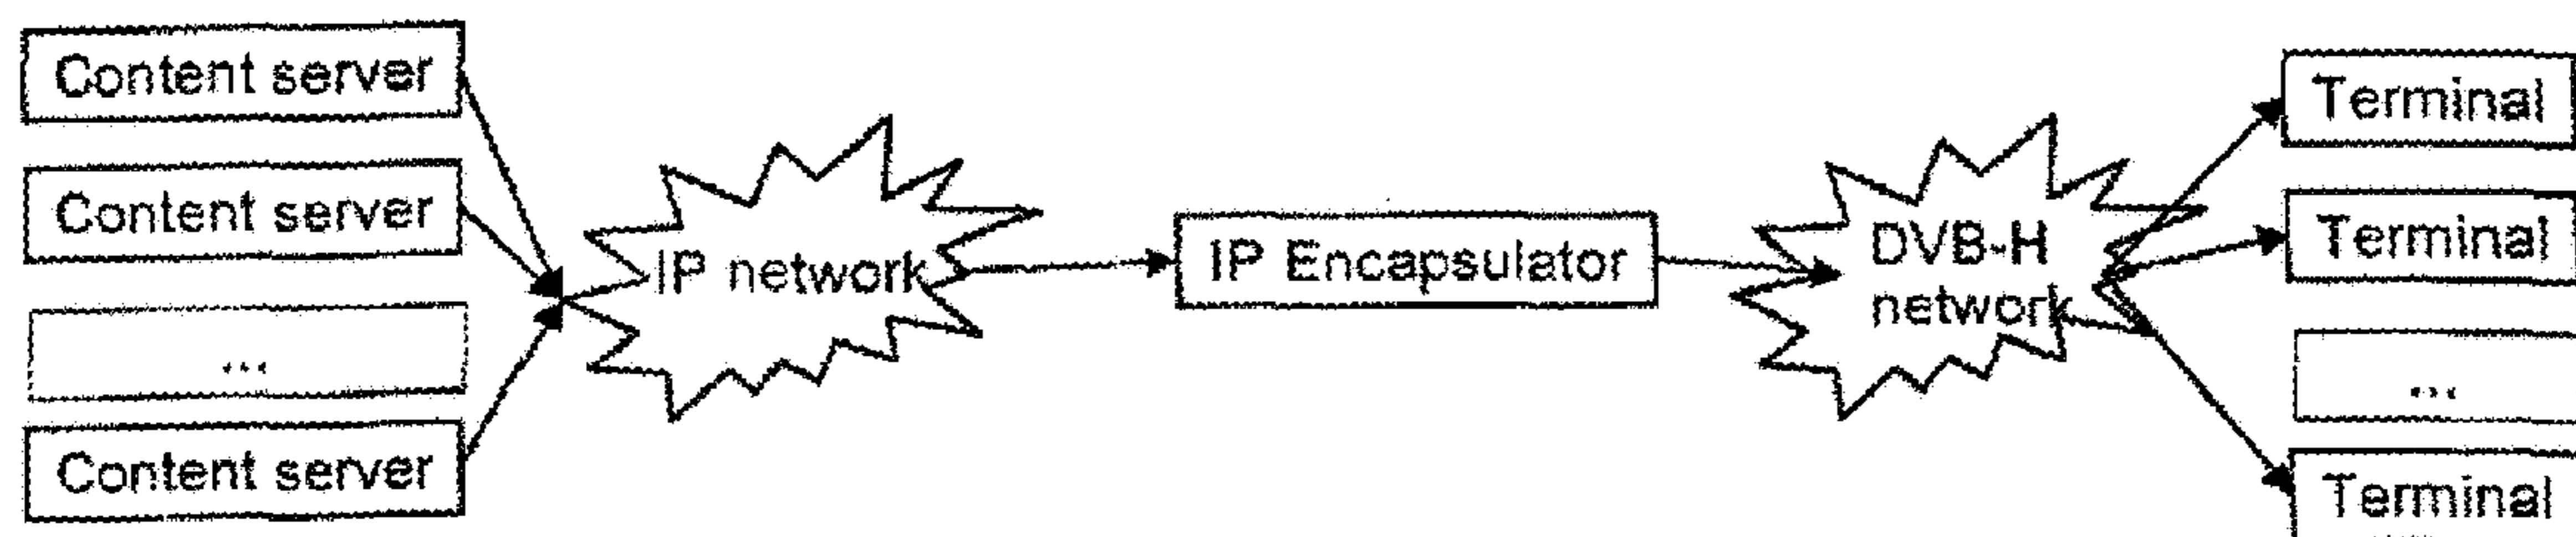 Content server
Content server
...
Content server
IP network
IP Encapsulator
DVB-H
network
Terminal
Terminal
...
Terminal